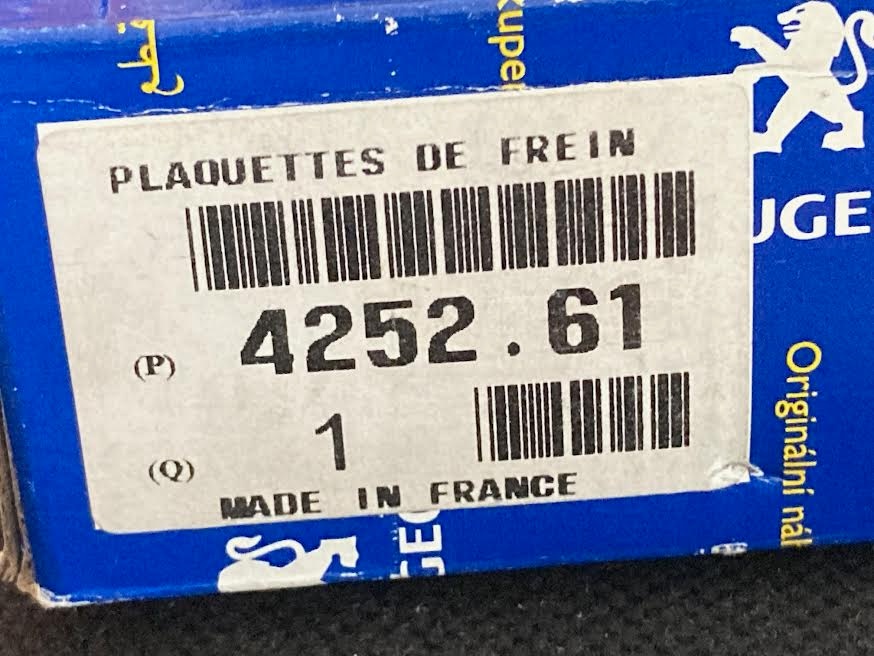 PLAQUETTES DE FREIN
(P) 4252.61
(Q) 1
MADE IN FRANCE
UGE
Originální